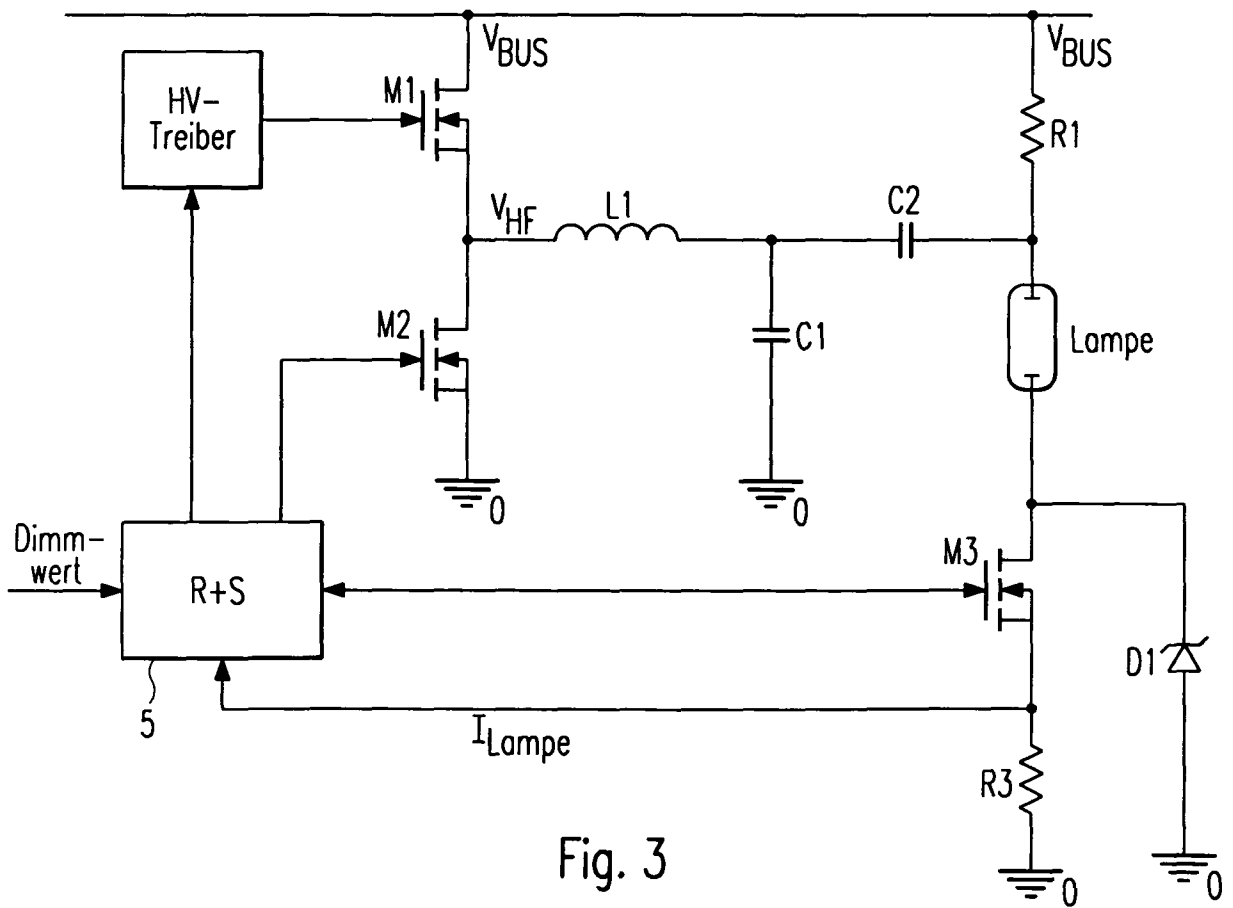 V_BUS
V_BUS
HV-
Treiber
M1
R1
V_HF
L1
C2
M2
C1
Lampe
0
0
Dimm-
wert
R+S
M3
D1
5
I_Lampe
R3
0
0
Fig. 3